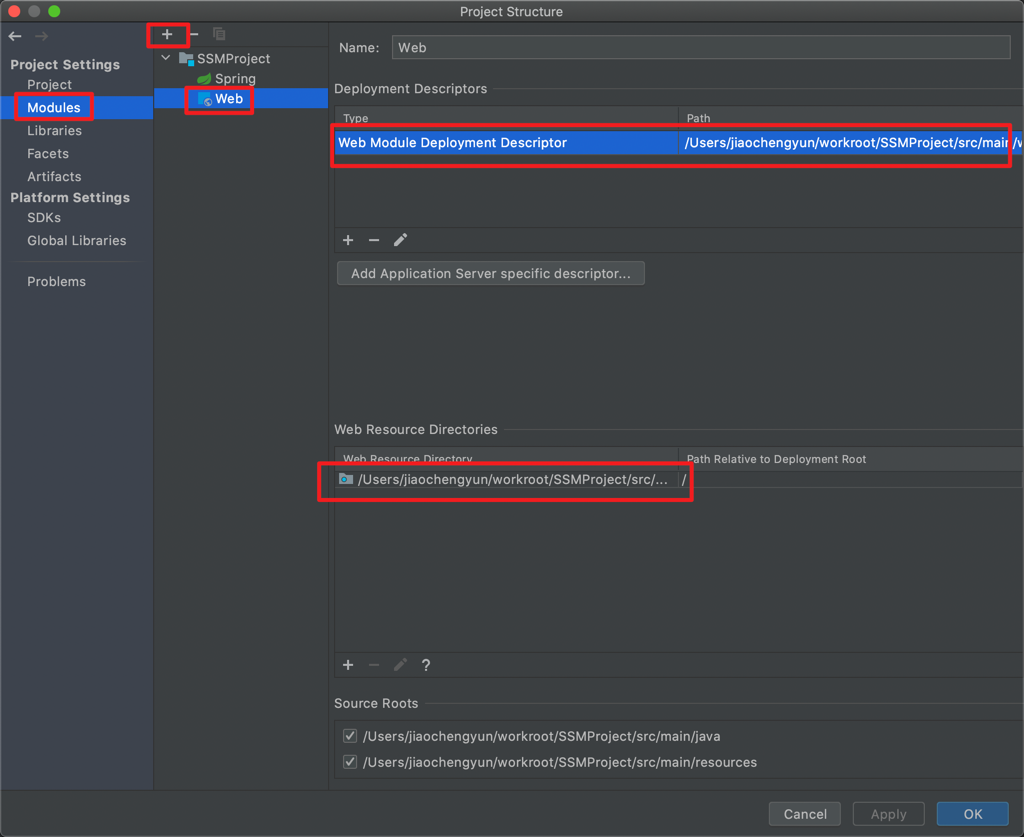 Project Structure
Project Settings
Project
Modules
Libraries
Facets
Artifacts
Platform Settings
SDKs
Global Libraries
Problems
SSMProject
Spring
Web
Name: Web
Deployment Descriptors
Type Path
Web Module Deployment Descriptor /Users/jiaochengyun/workroot/SSMProject/src/main/w
Add Application Server specific descriptor...
Web Resource Directories
Web Resource Directory Path Relative to Deployment Root
/Users/jiaochengyun/workroot/SSMProject/src/... /
?
Source Roots
/Users/jiaochengyun/workroot/SSMProject/src/main/java
/Users/jiaochengyun/workroot/SSMProject/src/main/resources
Cancel Apply OK